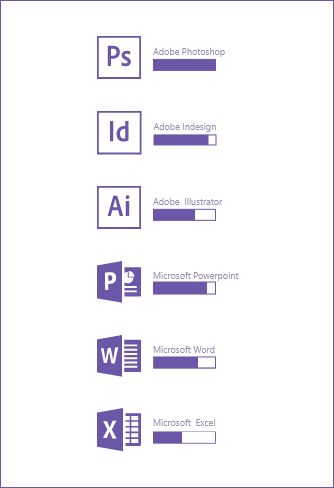 Ps
Adobe Photoshop
Id
Adobe Indesign
Ai
Adobe Illustrator
P
Microsoft Powerpoint
W
Microsoft Word
X
Microsoft Excel